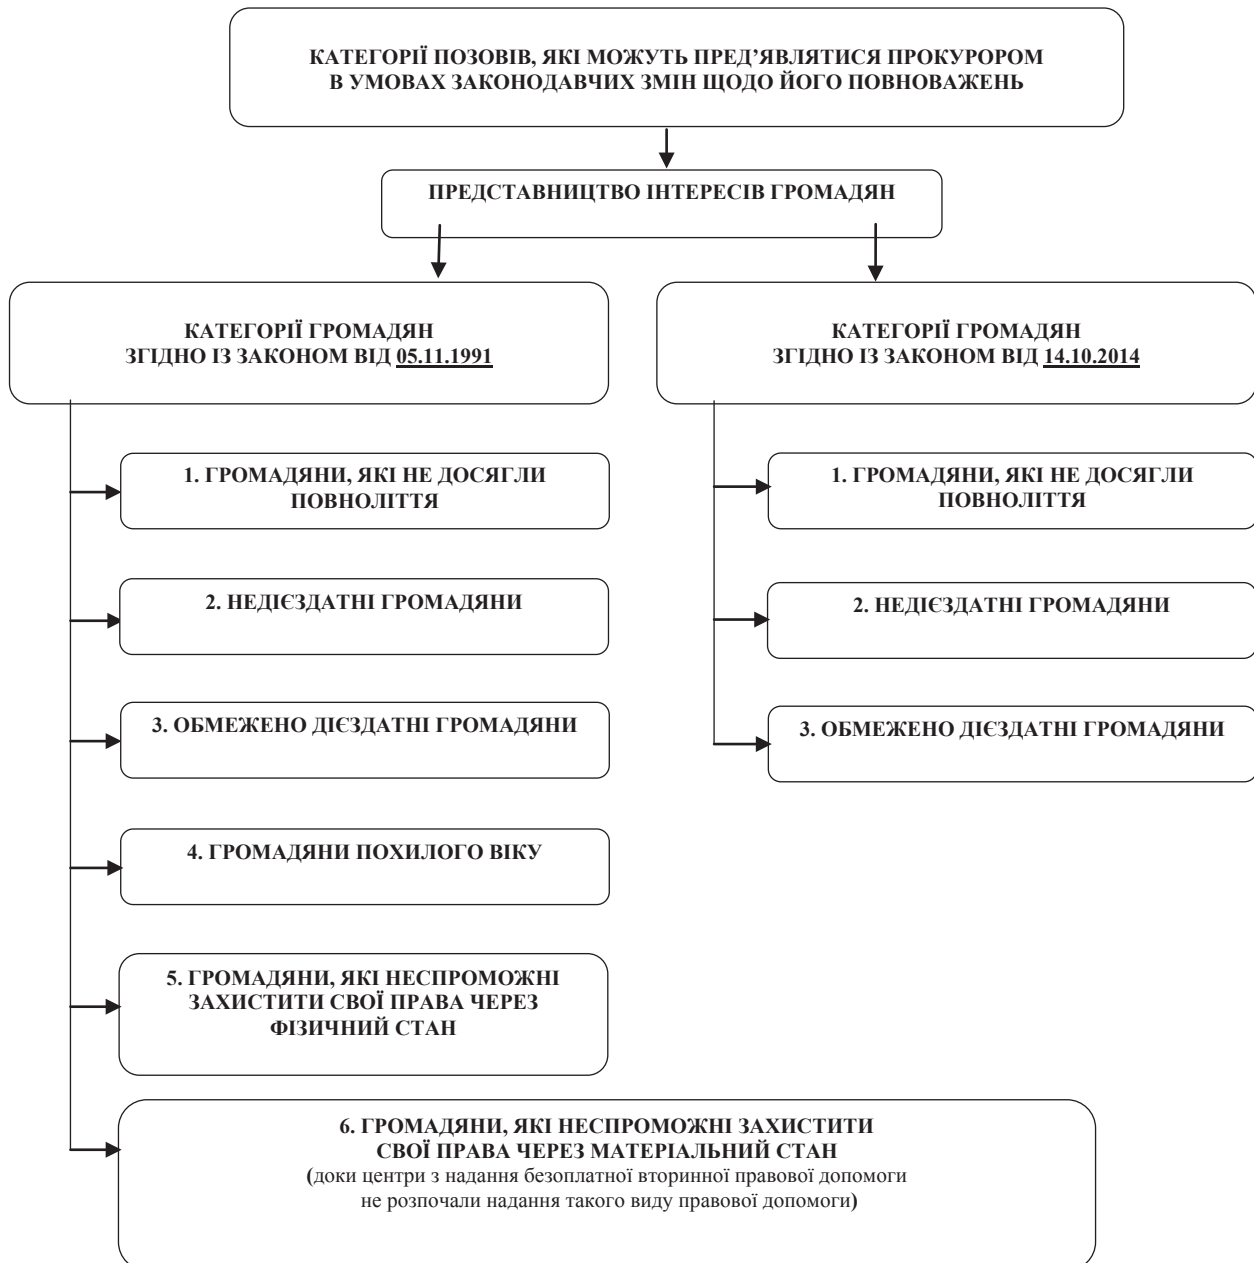 КАТЕГОРІЇ ПОЗОВІВ, ЯКІ МОЖУТЬ ПРЕД’ЯВЛЯТИСЯ ПРОКУРОРОМ
В УМОВАХ ЗАКОНОДАВЧИХ ЗМІН ЩОДО ЙОГО ПОВНОВАЖЕНЬ
ПРЕДСТАВНИЦТВО ІНТЕРЕСІВ ГРОМАДЯН
КАТЕГОРІЇ ГРОМАДЯН
ЗГІДНО ІЗ ЗАКОНОМ ВІД 05.11.1991
1. ГРОМАДЯНИ, ЯКІ НЕ ДОСЯГЛИ
ПОВНОЛІТТЯ
2. НЕДІЄЗДАТНІ ГРОМАДЯНИ
3. ОБМЕЖЕНО ДІЄЗДАТНІ ГРОМАДЯНИ
4. ГРОМАДЯНИ ПОХИЛОГО ВІКУ
5. ГРОМАДЯНИ, ЯКІ НЕСПРОМОЖНІ
ЗАХИСТИТИ СВОЇ ПРАВА ЧЕРЕЗ
ФІЗИЧНИЙ СТАН
6. ГРОМАДЯНИ, ЯКІ НЕСПРОМОЖНІ ЗАХИСТИТИ
СВОЇ ПРАВА ЧЕРЕЗ МАТЕРІАЛЬНИЙ СТАН
(доки центри з надання безоплатної вторинної правової допомоги
не розпочали надання такого виду правової допомоги)
КАТЕГОРІЇ ГРОМАДЯН
ЗГІДНО ІЗ ЗАКОНОМ ВІД 14.10.2014
1. ГРОМАДЯНИ, ЯКІ НЕ ДОСЯГЛИ
ПОВНОЛІТТЯ
2. НЕДІЄЗДАТНІ ГРОМАДЯНИ
3. ОБМЕЖЕНО ДІЄЗДАТНІ ГРОМАДЯНИ